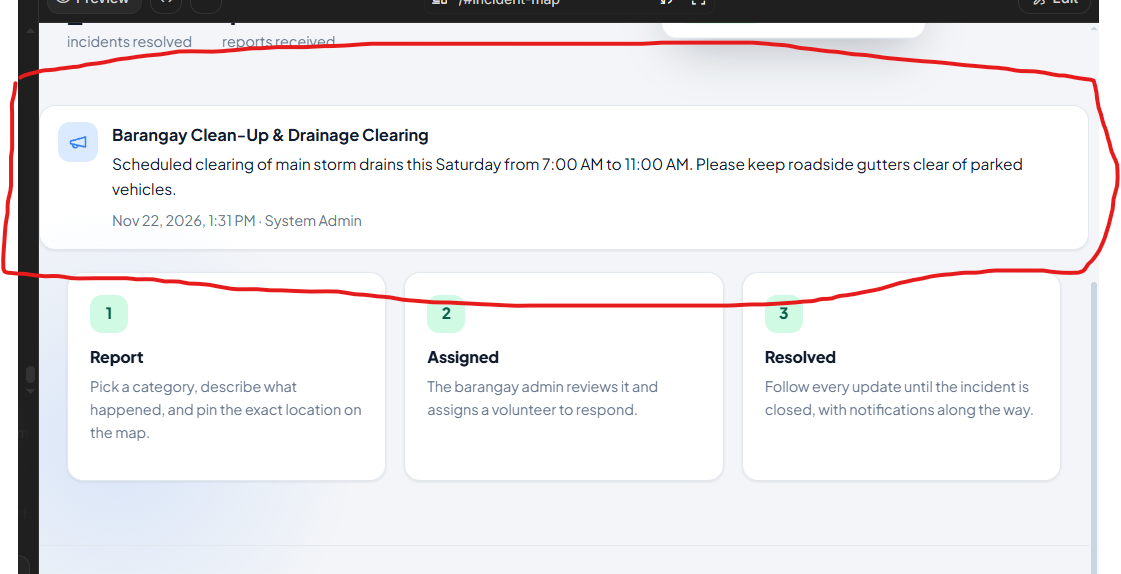 Preview
/#incident-map
Edit
incidents resolved
reports received
Barangay Clean-Up & Drainage Clearing
Scheduled clearing of main storm drains this Saturday from 7:00 AM to 11:00 AM. Please keep roadside gutters clear of parked
vehicles.
Nov 22, 2026, 1:31 PM · System Admin
1
2
3
Report
Assigned
Resolved
Pick a category, describe what
happened, and pin the exact location on
the map.
The barangay admin reviews it and
assigns a volunteer to respond.
Follow every update until the incident is
closed, with notifications along the way.